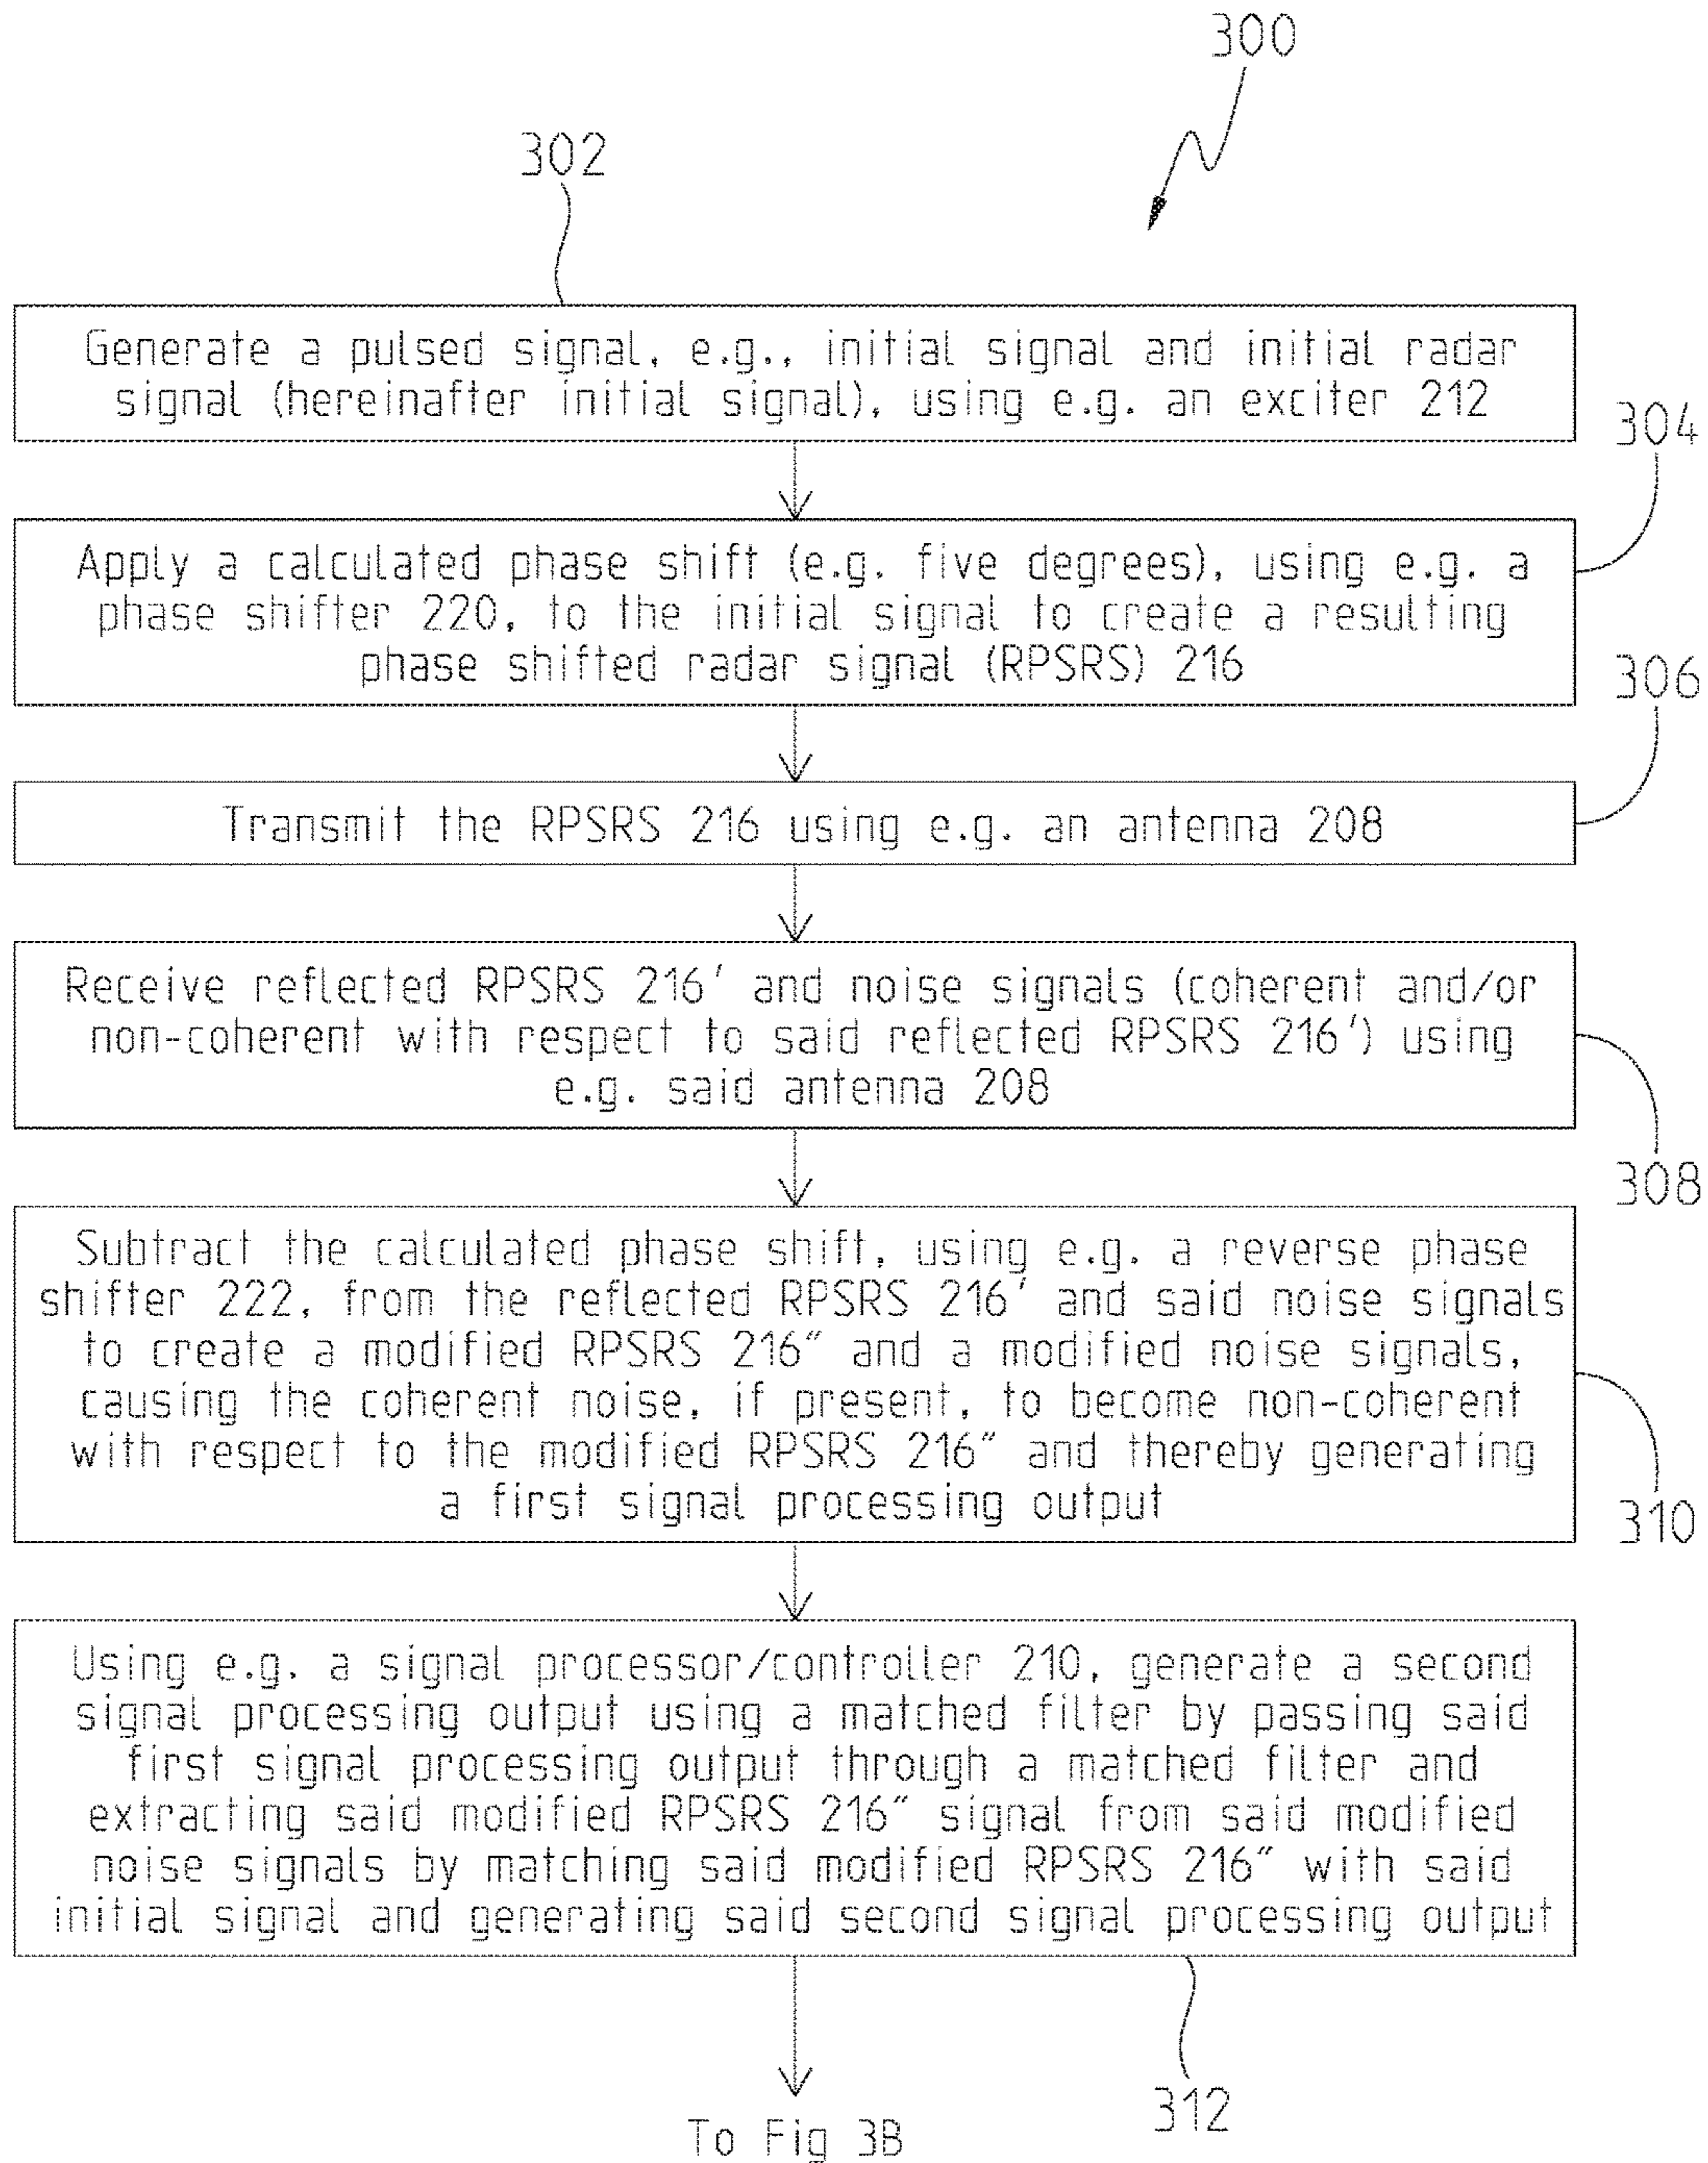 300
302
Generate a pulsed signal, e.g., initial signal and initial radar
signal (hereinafter initial signal), using e.g. an exciter 212
304
Apply a calculated phase shift (e.g. five degrees), using e.g. a
phase shifter 220, to the initial signal to create a resulting
phase shifted radar signal (RPSRS) 216
306
Transmit the RPSRS 216 using e.g. an antenna 208
Receive reflected RPSRS 216′ and noise signals (coherent and/or
non-coherent with respect to said reflected RPSRS 216′) using
e.g. said antenna 208
308
Subtract the calculated phase shift, using e.g. a reverse phase
shifter 222, from the reflected RPSRS 216′ and said noise signals
to create a modified RPSRS 216″ and a modified noise signals,
causing the coherent noise, if present, to become non-coherent
with respect to the modified RPSRS 216″ and thereby generating
a first signal processing output
310
Using e.g. a signal processor/controller 210, generate a second
signal processing output using a matched filter by passing said
first signal processing output through a matched filter and
extracting said modified RPSRS 216″ signal from said modified
noise signals by matching said modified RPSRS 216″ with said
initial signal and generating said second signal processing output
312
To Fig 3B